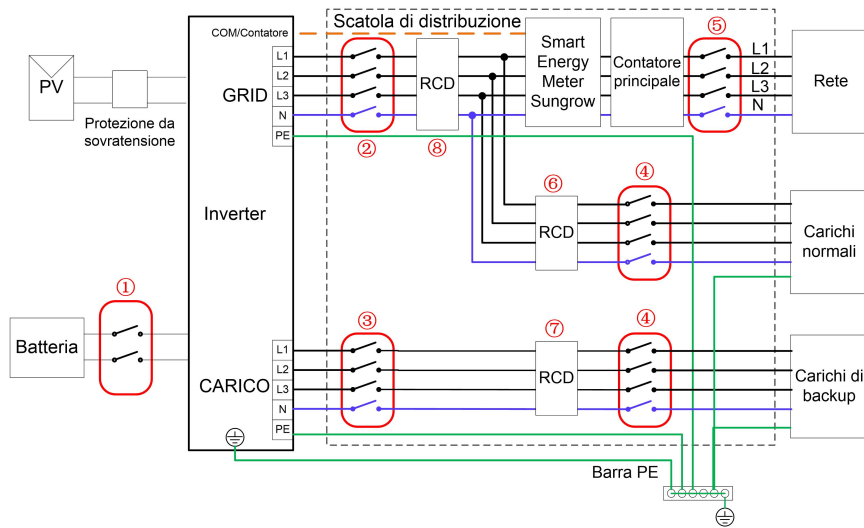 Scatola di distribuzione
COM/Contatore
L1
L2
L3
N
PE
GRID
PV
Protezione da
sovratensione
②
RCD
⑧
Smart
Energy
Meter
Sungrow
Contatore
principale
⑤
L1
L2
L3
N
Rete
Inverter
⑥
RCD
④
Carichi
normali
①
Batteria
③
L1
L2
L3
N
PE
CARICO
⑦
RCD
④
Carichi di
backup
Barra PE